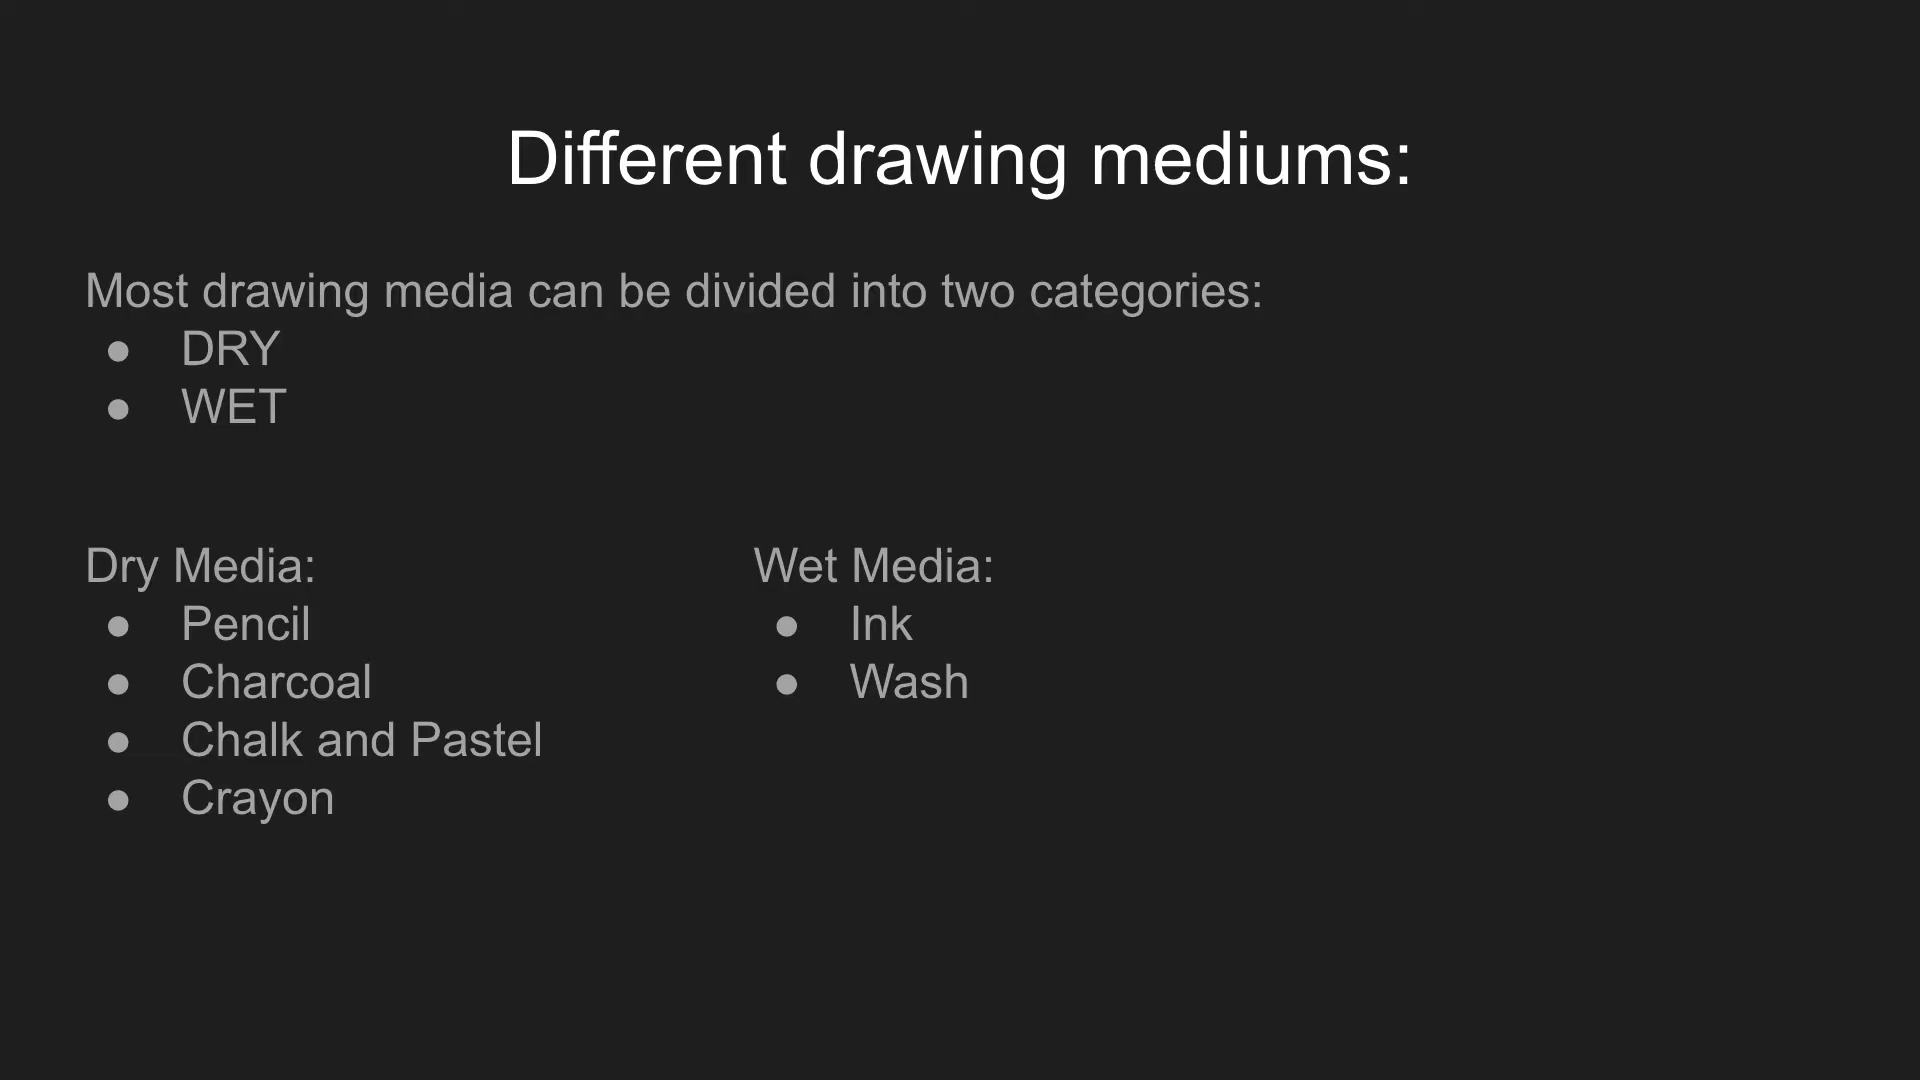 Different drawing mediums:
Most drawing media can be divided into two categories:
● DRY
● WET
Dry Media:
● Pencil
● Charcoal
● Chalk and Pastel
● Crayon
Wet Media:
● Ink
● Wash